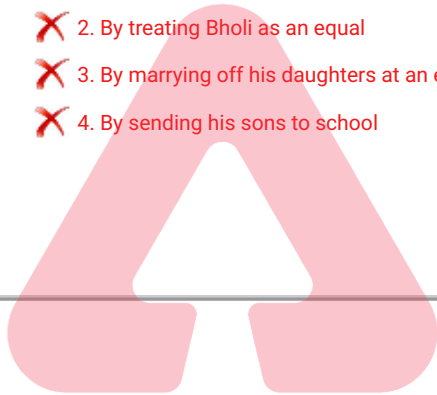 2. By treating Bholi as an equal
3. By marrying off his daughters at an e
4. By sending his sons to school